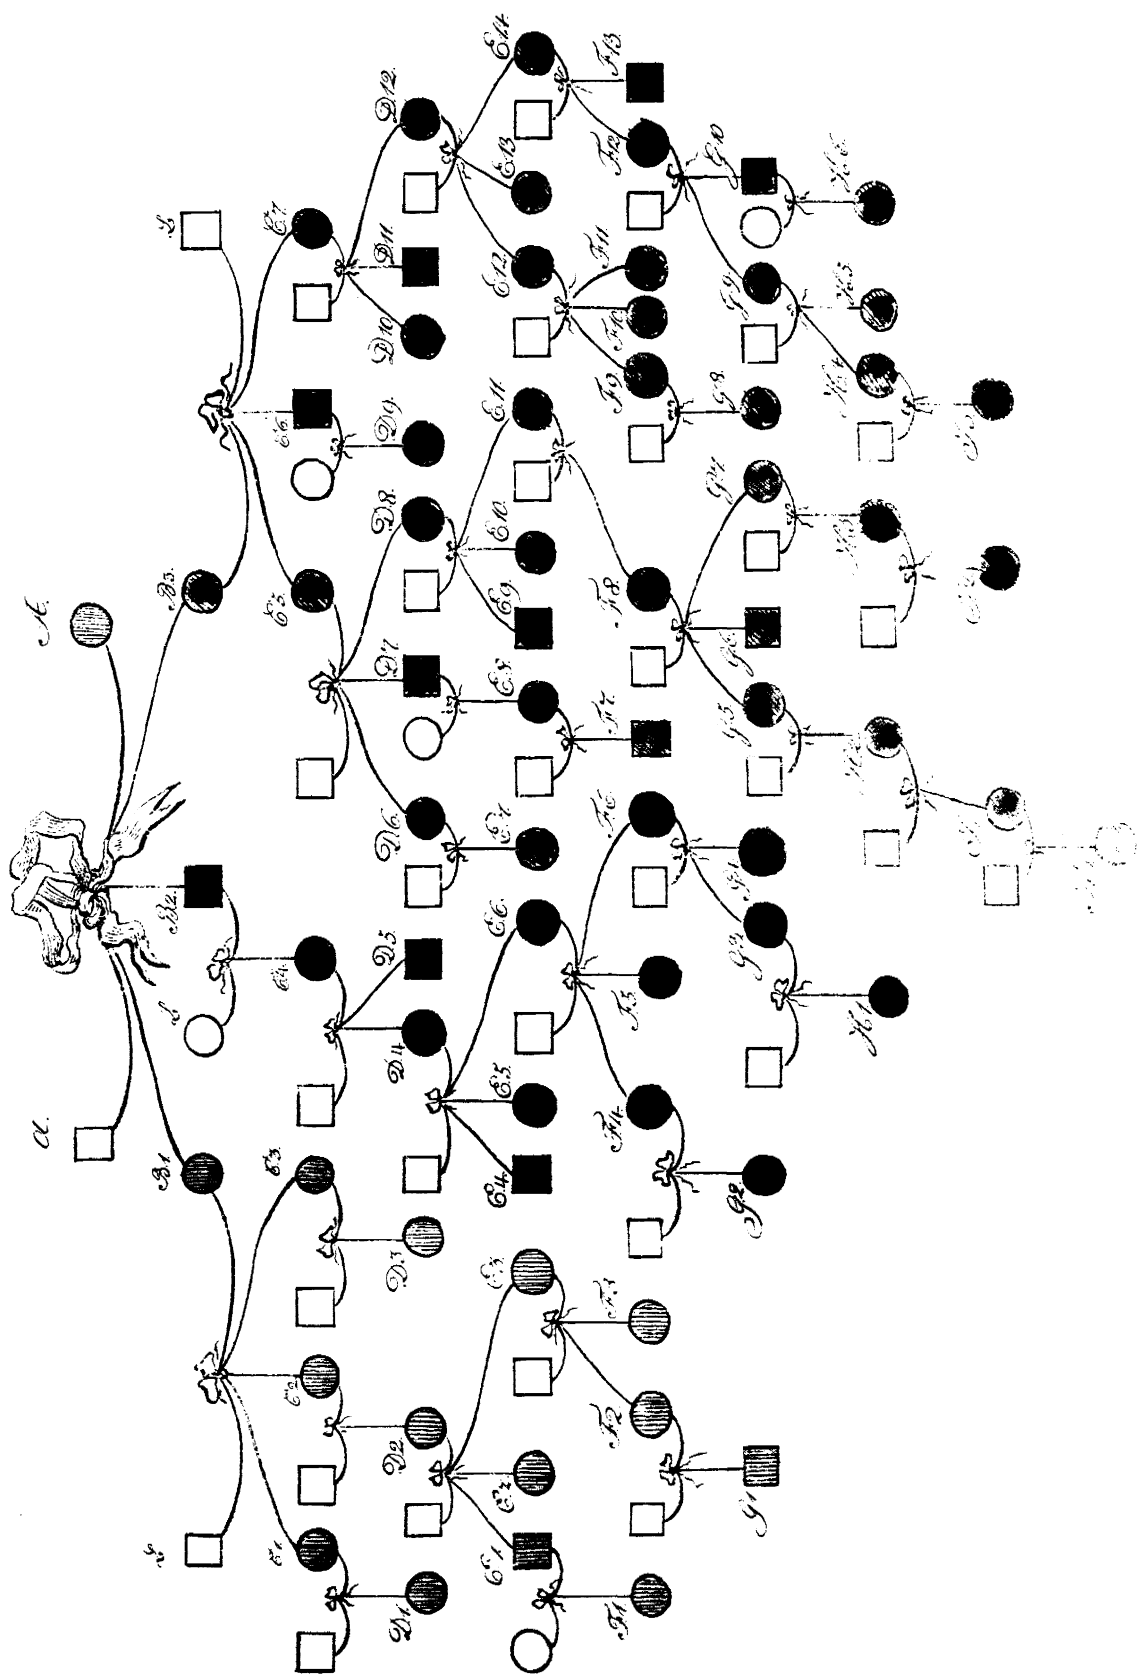 A.
a.
L
B3.
B2.
B1.
L
L
C7.
C6.
C5.
C4.
C3
C2
C1.
D12.
D11.
D10
D9.
D8.
D7.
D6.
D5.
D4
D3
D2
D1.
E14.
E13
E12.
E11.
E10.
E9
E8.
E7.
E6.
E5.
E4.
E3
E2
E1.
F13.
F12
F11
F10
F9
F8.
F7.
F6.
F5.
F4
F3
F2
F1.
G10
G9
G8.
G7
G6.
G5
G4
G3
G2
G1
H6.
H5
H4
H3
H2
H1